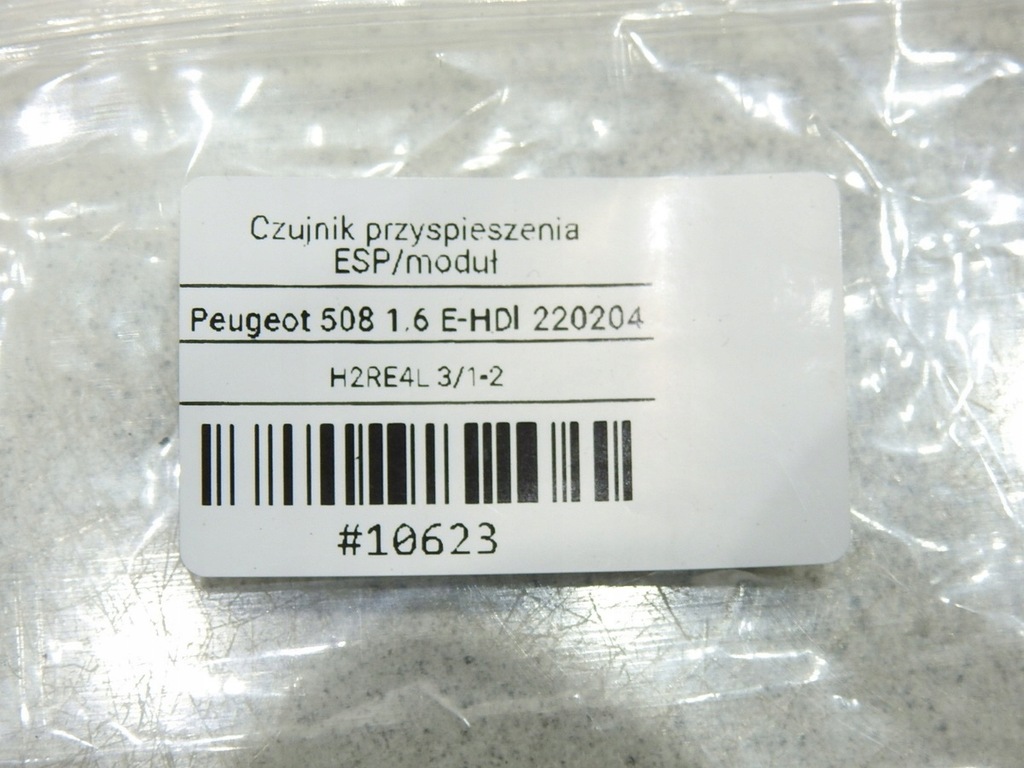 Czujnik przyspieszenia
ESP/moduł
Peugeot 508 1.6 E-HDI 220204
H2RE4L 3/1-2
#10623